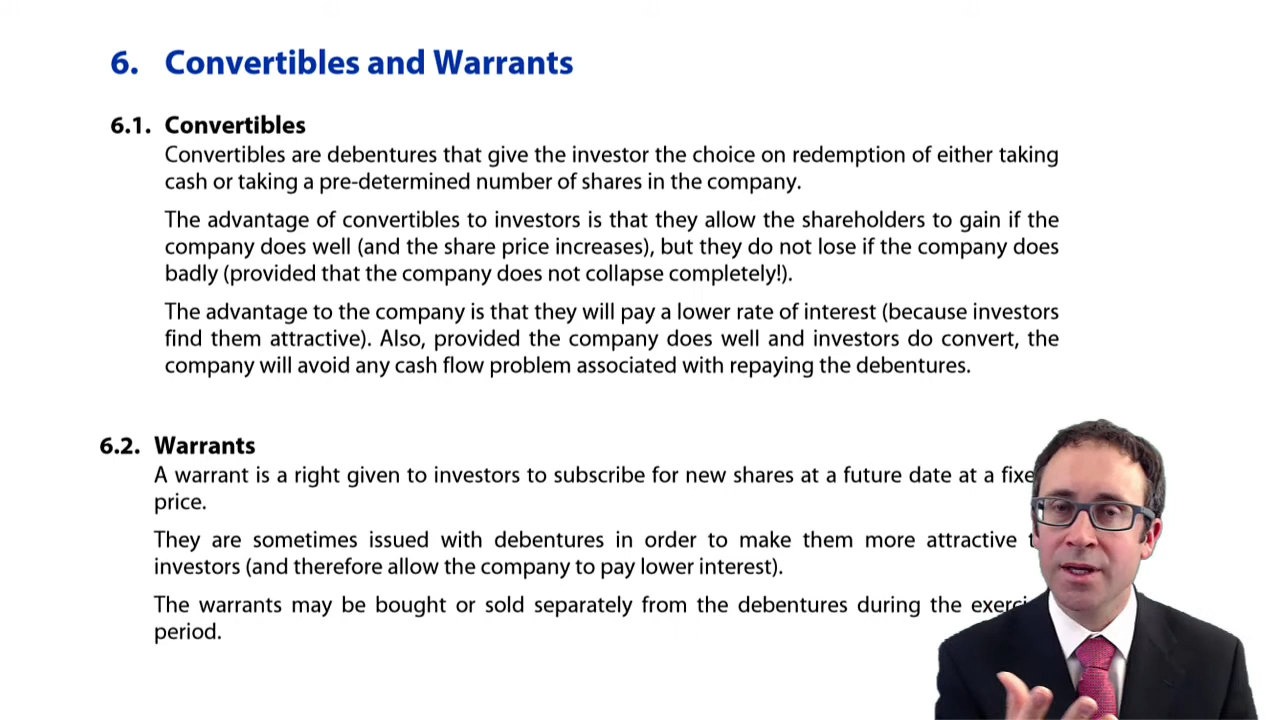 6. Convertibles and Warrants
6.1. Convertibles
Convertibles are debentures that give the investor the choice on redemption of either taking
cash or taking a pre-determined number of shares in the company.
The advantage of convertibles to investors is that they allow the shareholders to gain if the
company does well (and the share price increases), but they do not lose if the company does
badly (provided that the company does not collapse completely!).
The advantage to the company is that they will pay a lower rate of interest (because investors
find them attractive). Also, provided the company does well and investors do convert, the
company will avoid any cash flow problem associated with repaying the debentures.
6.2. Warrants
A warrant is a right given to investors to subscribe for new shares at a future date at a
price.
They are sometimes issued with debentures in order to make them more attractive
investors (and therefore allow the company to pay lower interest).
The warrants may be bought or sold separately from the debentures during the
period.